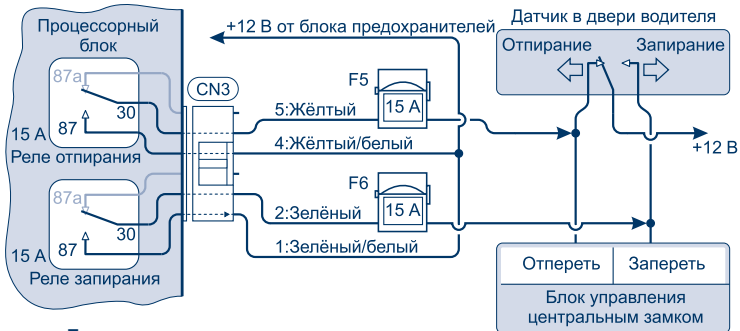 +12 В от блока предохранителей
Датчик в двери водителя
Процессорный
блок
Отпирание
Запирание
87a
CN3
F5
30
5:Жёлтый
15 А
15 А
87
Реле отпирания
4:Жёлтый/белый
+12 В
87a
F6
30
2:Зелёный
15 А
15 А
87
1:Зелёный/белый
Реле запирания
Отпереть
Запереть
Блок управления
центральным замком